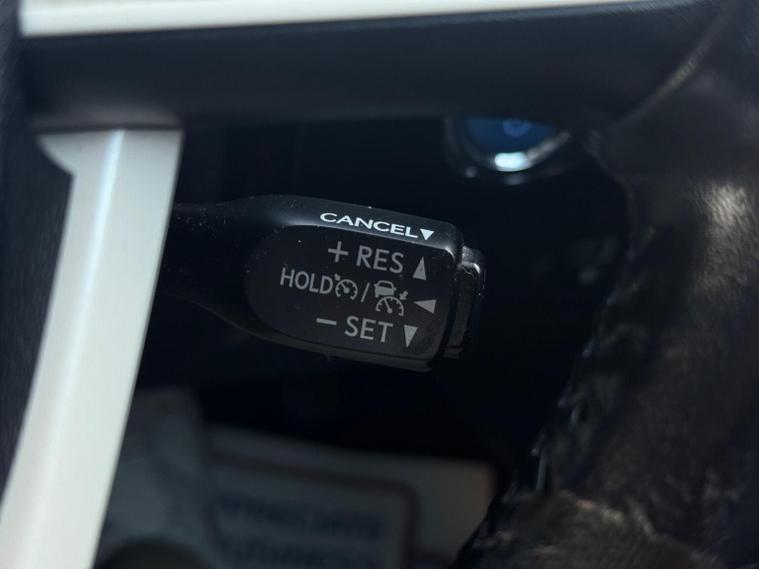 CANCEL▼
+ RES ▲
HOLD / ◄
− SET ▼